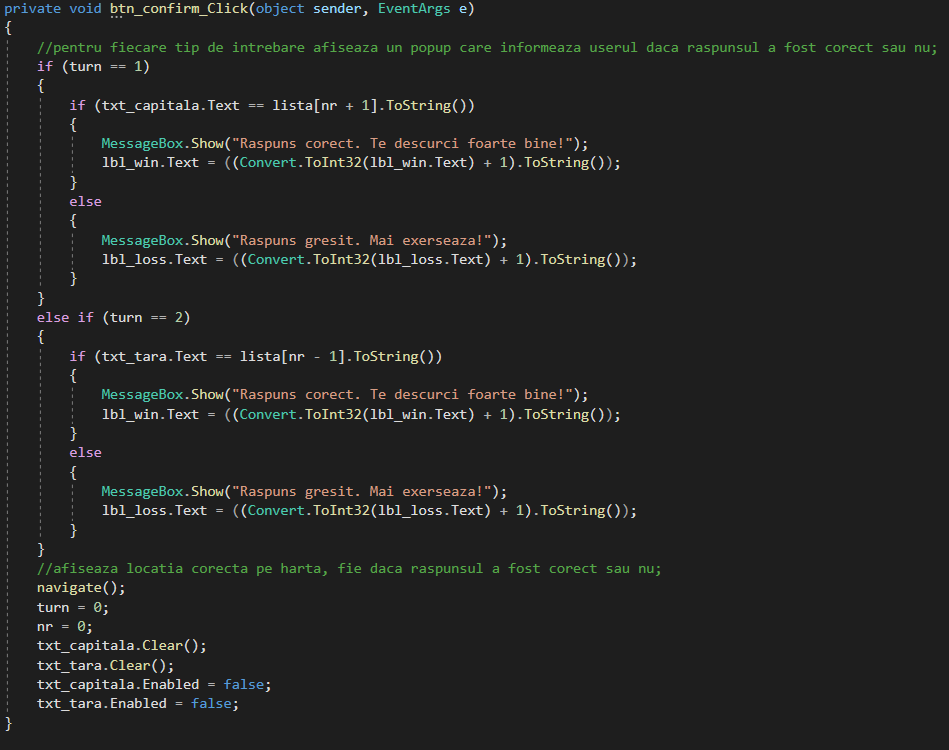 private void btn_confirm_Click(object sender, EventArgs e)
{
    //pentru fiecare tip de intrebare afiseaza un popup care informeaza userul daca raspunsul a fost corect sau nu;
    if (turn == 1)
    {
        if (txt_capitala.Text == lista[nr + 1].ToString())
        {
            MessageBox.Show("Raspuns corect. Te descurci foarte bine!");
            lbl_win.Text = ((Convert.ToInt32(lbl_win.Text) + 1).ToString());
        }
        else
        {
            MessageBox.Show("Raspuns gresit. Mai exerseaza!");
            lbl_loss.Text = ((Convert.ToInt32(lbl_loss.Text) + 1).ToString());
        }
    }
    else if (turn == 2)
    {
        if (txt_tara.Text == lista[nr - 1].ToString())
        {
            MessageBox.Show("Raspuns corect. Te descurci foarte bine!");
            lbl_win.Text = ((Convert.ToInt32(lbl_win.Text) + 1).ToString());
        }
        else
        {
            MessageBox.Show("Raspuns gresit. Mai exerseaza!");
            lbl_loss.Text = ((Convert.ToInt32(lbl_loss.Text) + 1).ToString());
        }
    }
    //afiseaza locatia corecta pe harta, fie daca raspunsul a fost corect sau nu;
    navigate();
    turn = 0;
    nr = 0;
    txt_capitala.Clear();
    txt_tara.Clear();
    txt_capitala.Enabled = false;
    txt_tara.Enabled = false;
}